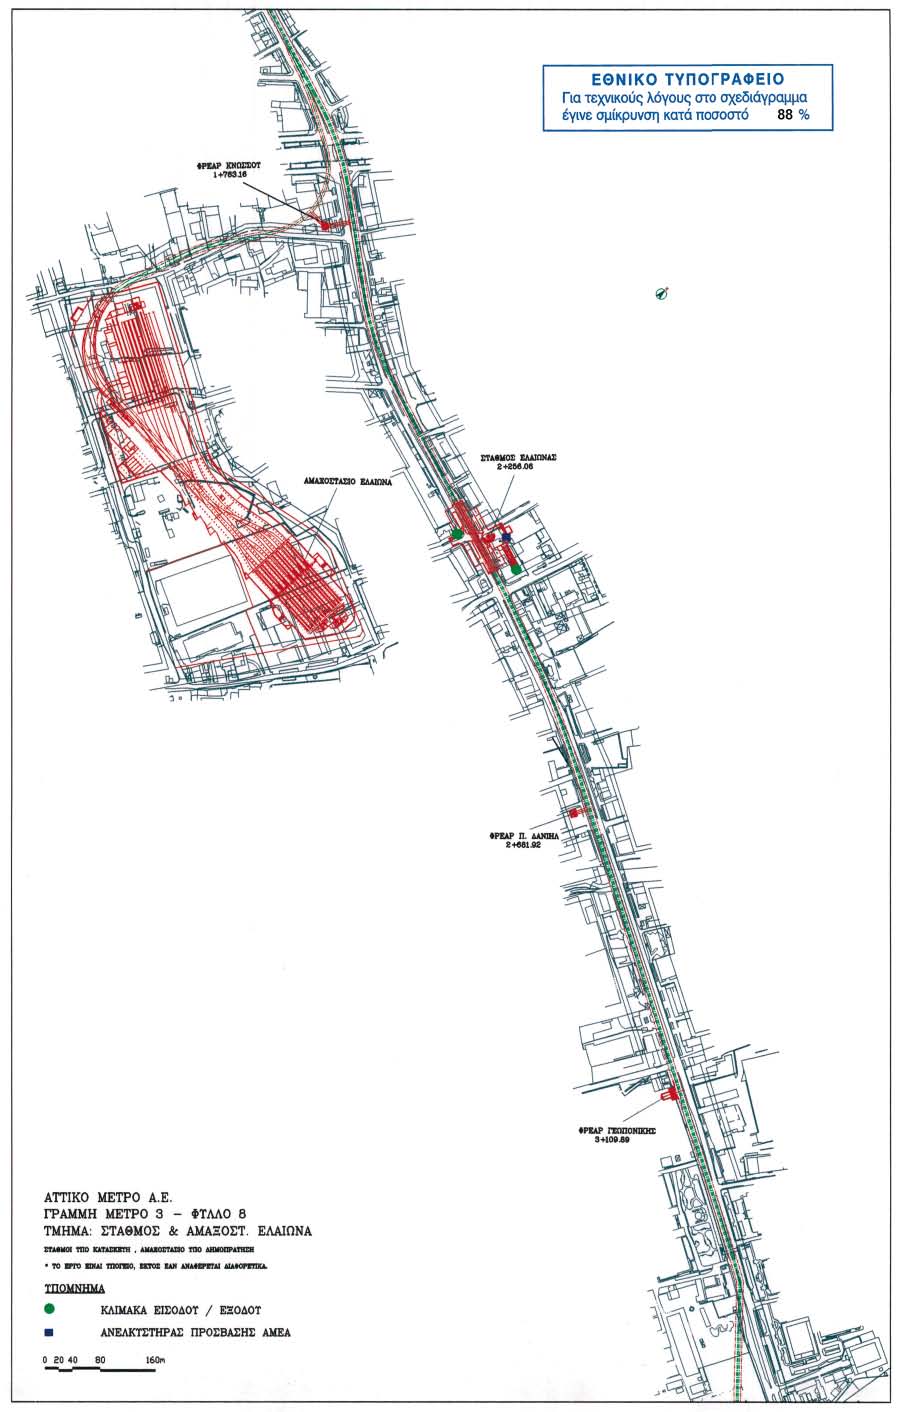 ΕΘΝΙΚΟ ΤΥΠΟΓΡΑΦΕΙΟ
Για τεχνικούς λόγους στο σχεδιάγραμμα
έγινε σμίκρυνση κατά ποσοστό 88 %
ΦΡΕΑΡ ΚΝΩΣΣΟΥ
1+763.16
ΣΤΑΘΜΟΣ ΕΛΑΙΩΝΑΣ
2+256.06
ΑΜΑΞΟΣΤΑΣΙΟ ΕΛΑΙΩΝΑ
ΦΡΕΑΡ Π. ΔΑΝΙΗΛ
2+681.92
ΦΡΕΑΡ ΓΕΩΠΟΝΙΚΗΣ
3+109.89
ΑΤΤΙΚΟ ΜΕΤΡΟ Α.Ε.
ΓΡΑΜΜΗ ΜΕΤΡΟ 3 - ΦΥΛΛΟ 8
ΤΜΗΜΑ: ΣΤΑΘΜΟΣ & ΑΜΑΞΟΣΤ. ΕΛΑΙΩΝΑ
ΣΤΑΘΜΟΙ ΥΠΟ ΚΑΤΑΣΚΕΥΗ , ΑΜΑΞΟΣΤΑΣΙΟ ΥΠΟ ΔΗΜΟΠΡΑΤΗΣΗ
* ΤΟ ΕΡΓΟ ΕΙΝΑΙ ΥΠΟΓΕΙΟ, ΕΚΤΟΣ ΕΑΝ ΑΝΑΦΕΡΕΤΑΙ ΔΙΑΦΟΡΕΤΙΚΑ.
ΥΠΟΜΝΗΜΑ
ΚΛΙΜΑΚΑ ΕΙΣΟΔΟΥ / ΕΞΟΔΟΥ
ΑΝΕΛΚΥΣΤΗΡΑΣ ΠΡΟΣΒΑΣΗΣ ΑΜΕΑ
0 20 40 80 160m